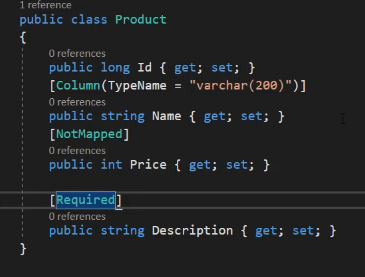 1 reference
public class Product
{
0 references
public long Id { get; set; }
[Column(TypeName = "varchar(200)")]
0 references
public string Name { get; set; }
[NotMapped]
0 references
public int Price { get; set; }
[Required]
0 references
public string Description { get; set; }
}